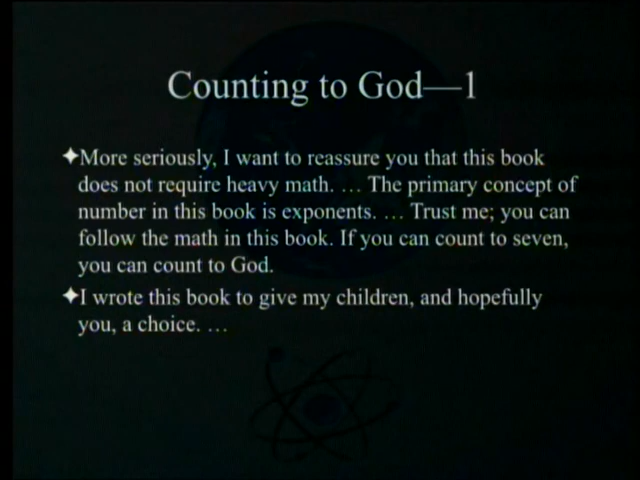 Counting to God—1
✦More seriously, I want to reassure you that this book
does not require heavy math. … The primary concept of
number in this book is exponents. … Trust me; you can
follow the math in this book. If you can count to seven,
you can count to God.
✦I wrote this book to give my children, and hopefully
you, a choice. …